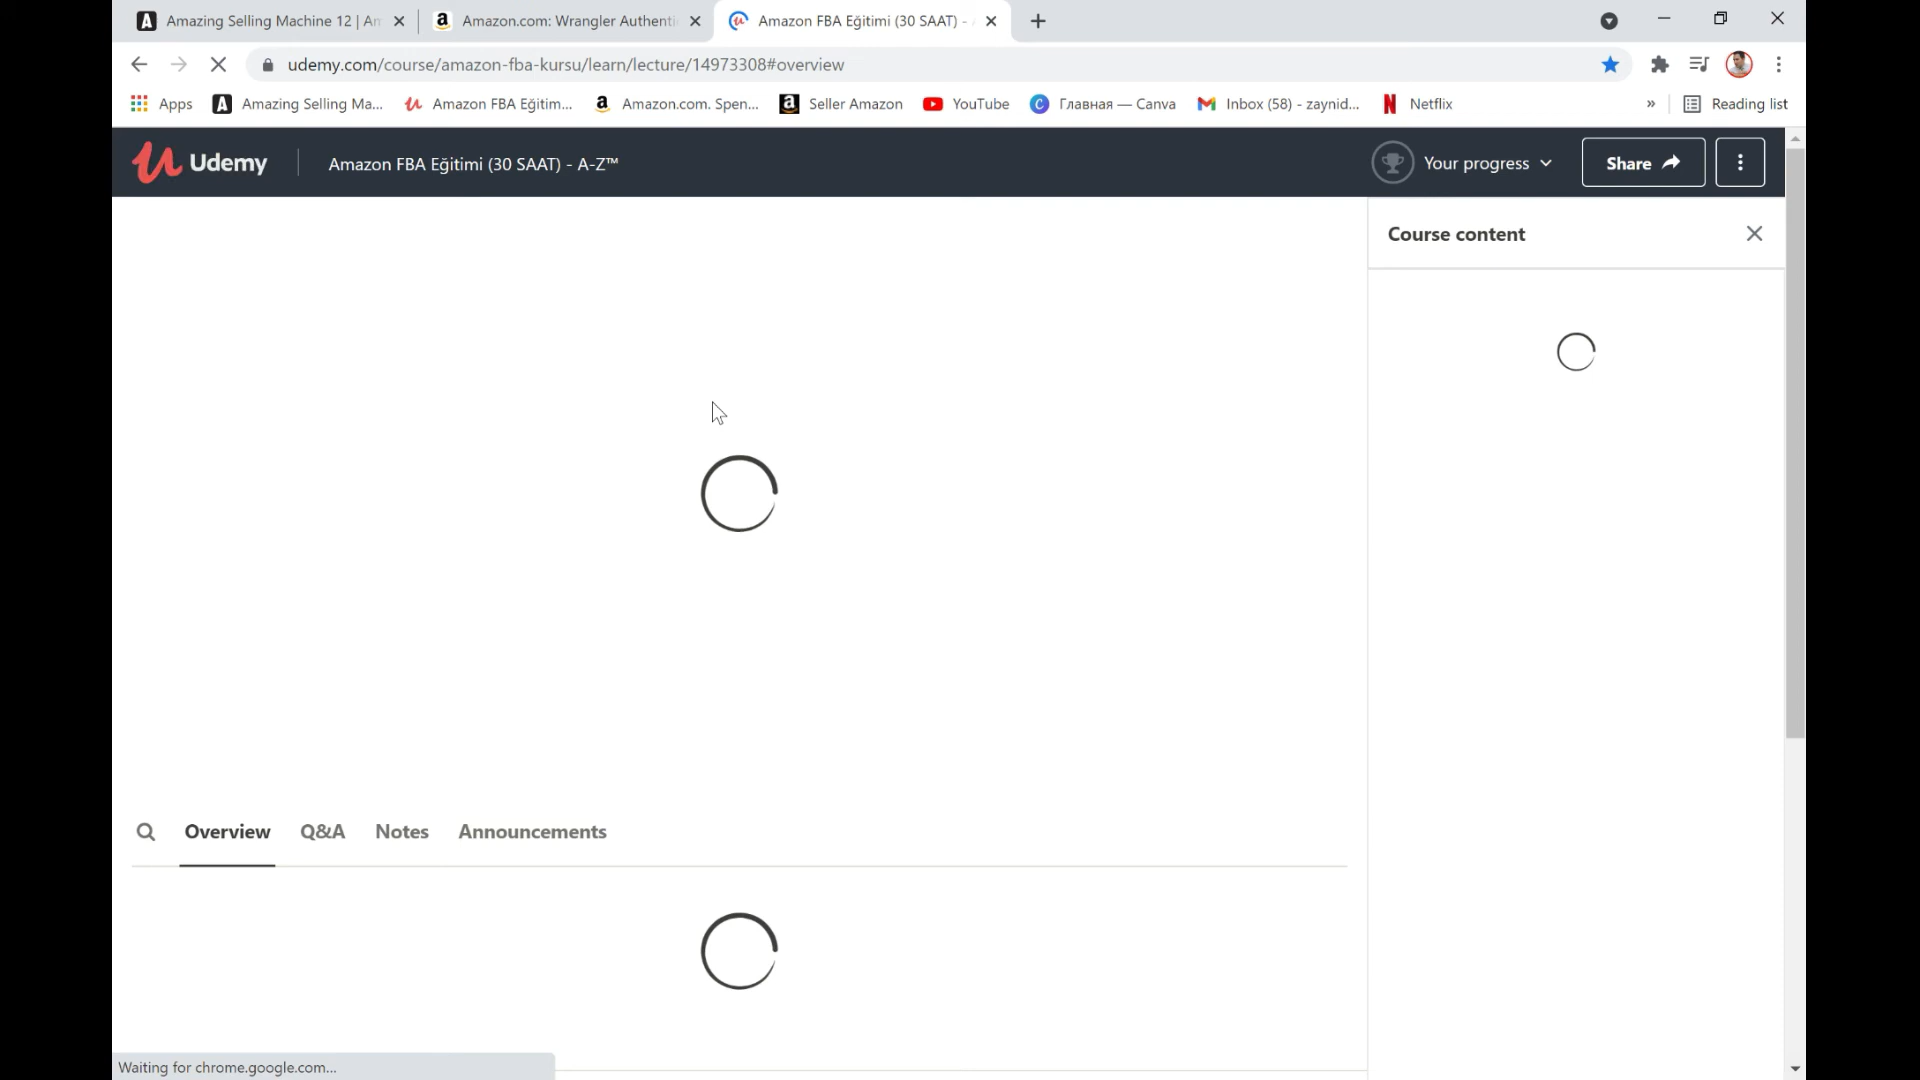 Amazing Selling Machine 12 | Am
Amazon.com: Wrangler Authenti
Amazon FBA Eğitimi (30 SAAT) -
udemy.com/course/amazon-fba-kursu/learn/lecture/14973308#overview
Apps
Amazing Selling Ma...
Amazon FBA Eğitim...
Amazon.com. Spen...
Seller Amazon
YouTube
Главная — Canva
Inbox (58) - zaynid...
Netflix
»
Reading list
Udemy
Amazon FBA Eğitimi (30 SAAT) - A-Z™
Your progress
Share
Course content
Overview
Q&A
Notes
Announcements
Waiting for chrome.google.com...